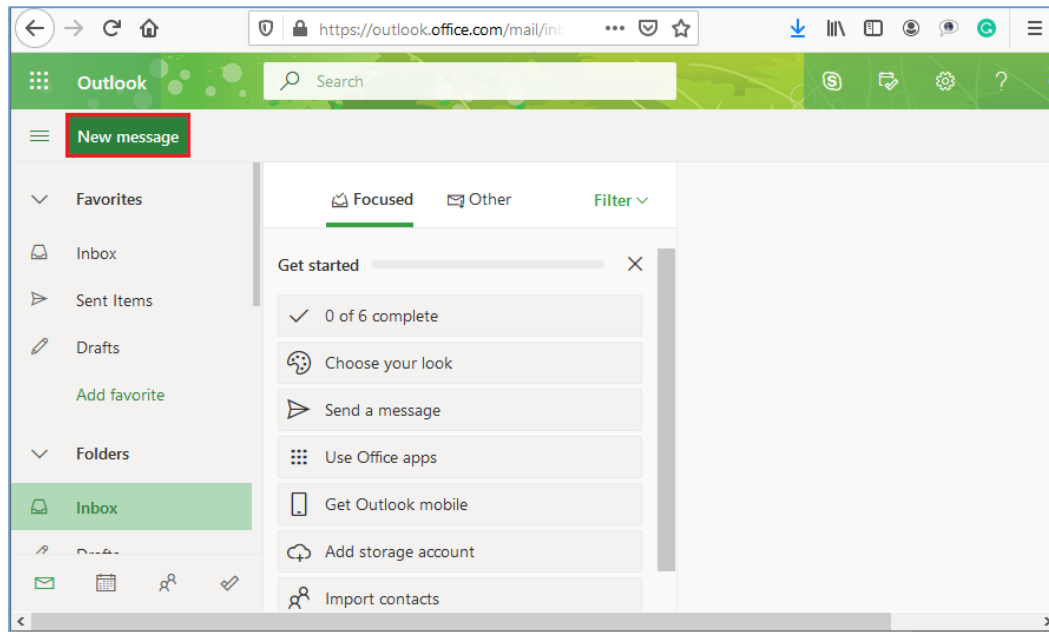 https://outlook.office.com/mail/in
Outlook
Search
?
New message
Favorites
Focused
Other
Filter
Inbox
Get started
Sent Items
0 of 6 complete
Drafts
Choose your look
Add favorite
Send a message
Folders
Use Office apps
Inbox
Get Outlook mobile
Drafts
Add storage account
Import contacts